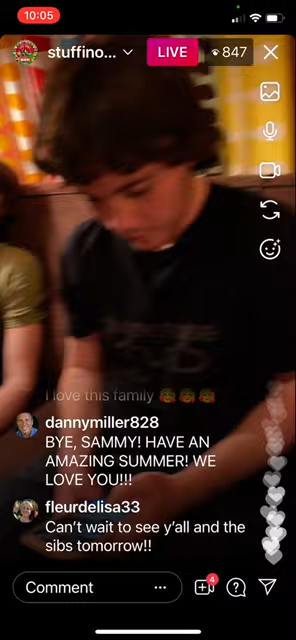 10:05
stuffino...
LIVE
847
I love this family 🥰 🥰 🥰
dannymiller828
BYE, SAMMY! HAVE AN
AMAZING SUMMER! WE
LOVE YOU!!!
fleurdelisa33
Can't wait to see y'all and the
sibs tomorrow!!
Comment
...
4